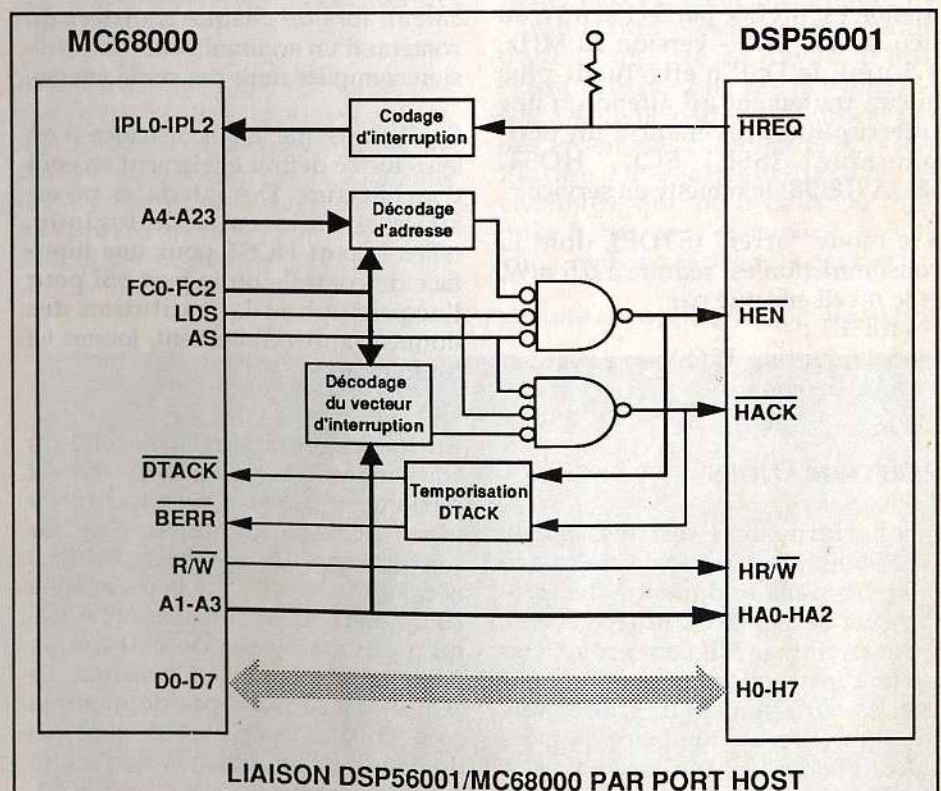 MC68000
DSP56001
IPL0-IPL2
Codage
d'interruption
HREQ
A4-A23
Décodage
d'adresse
FC0-FC2
LDS
AS
HEN
Décodage
du vecteur
d'interruption
HACK
DTACK
Temporisation
DTACK
BERR
R/W
HR/W
A1-A3
HA0-HA2
D0-D7
H0-H7
LIAISON DSP56001/MC68000 PAR PORT HOST